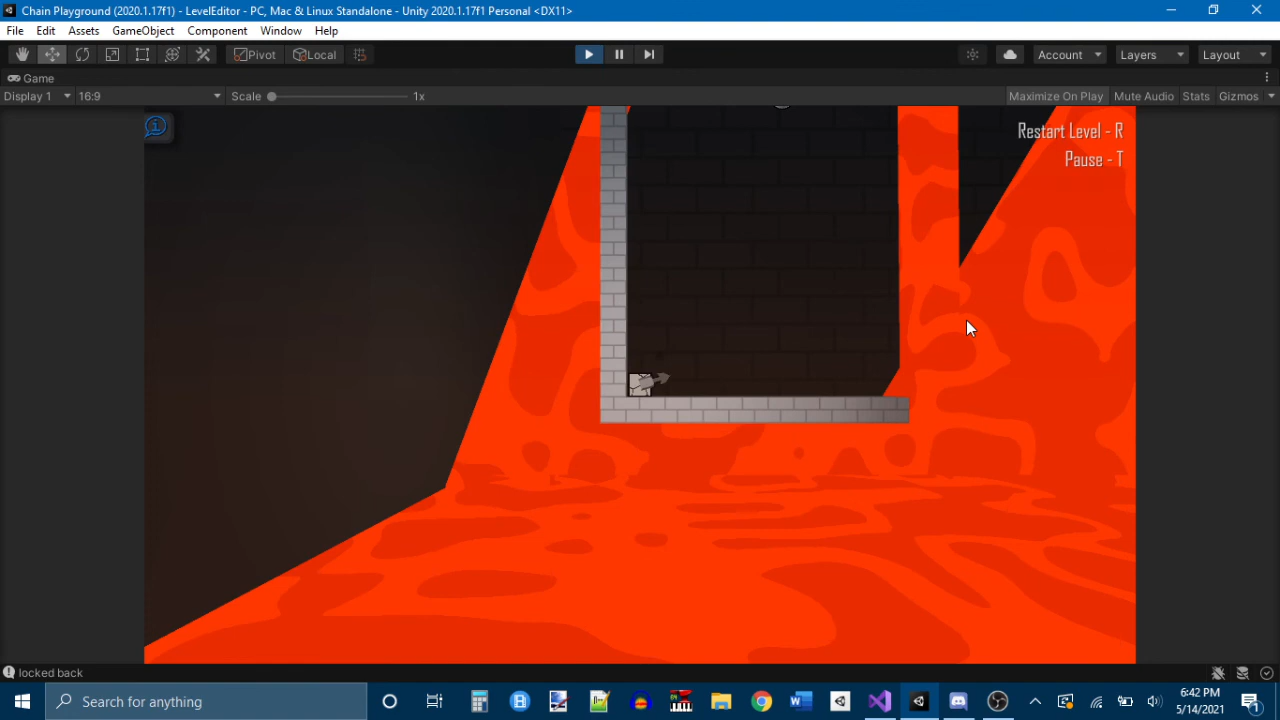 Chain Playground (2020.1.17f1) - LevelEditor - PC, Mac & Linux Standalone - Unity 2020.1.17f1 Personal <DX11>
File Edit Assets GameObject Component Window Help
Pivot Local Account Layers Layout
Game
Display 1 16:9 Scale 1x Maximize On Play Mute Audio Stats Gizmos
Restart Level - R
Pause - T
locked back
Search for anything
6:42 PM
5/14/2021
1